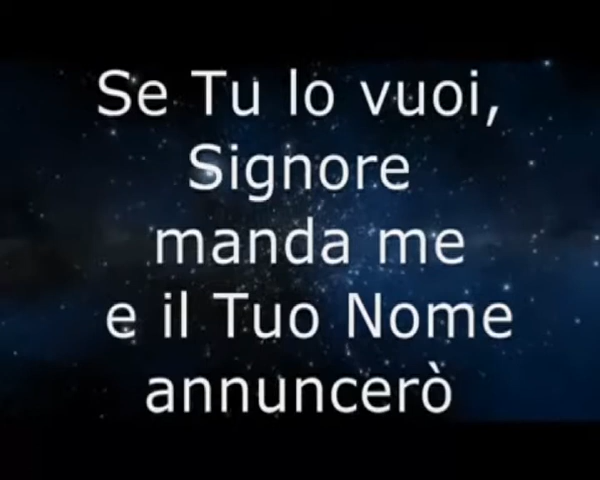 Se Tu lo vuoi,
Signore
manda me
e il Tuo Nome
annuncerò